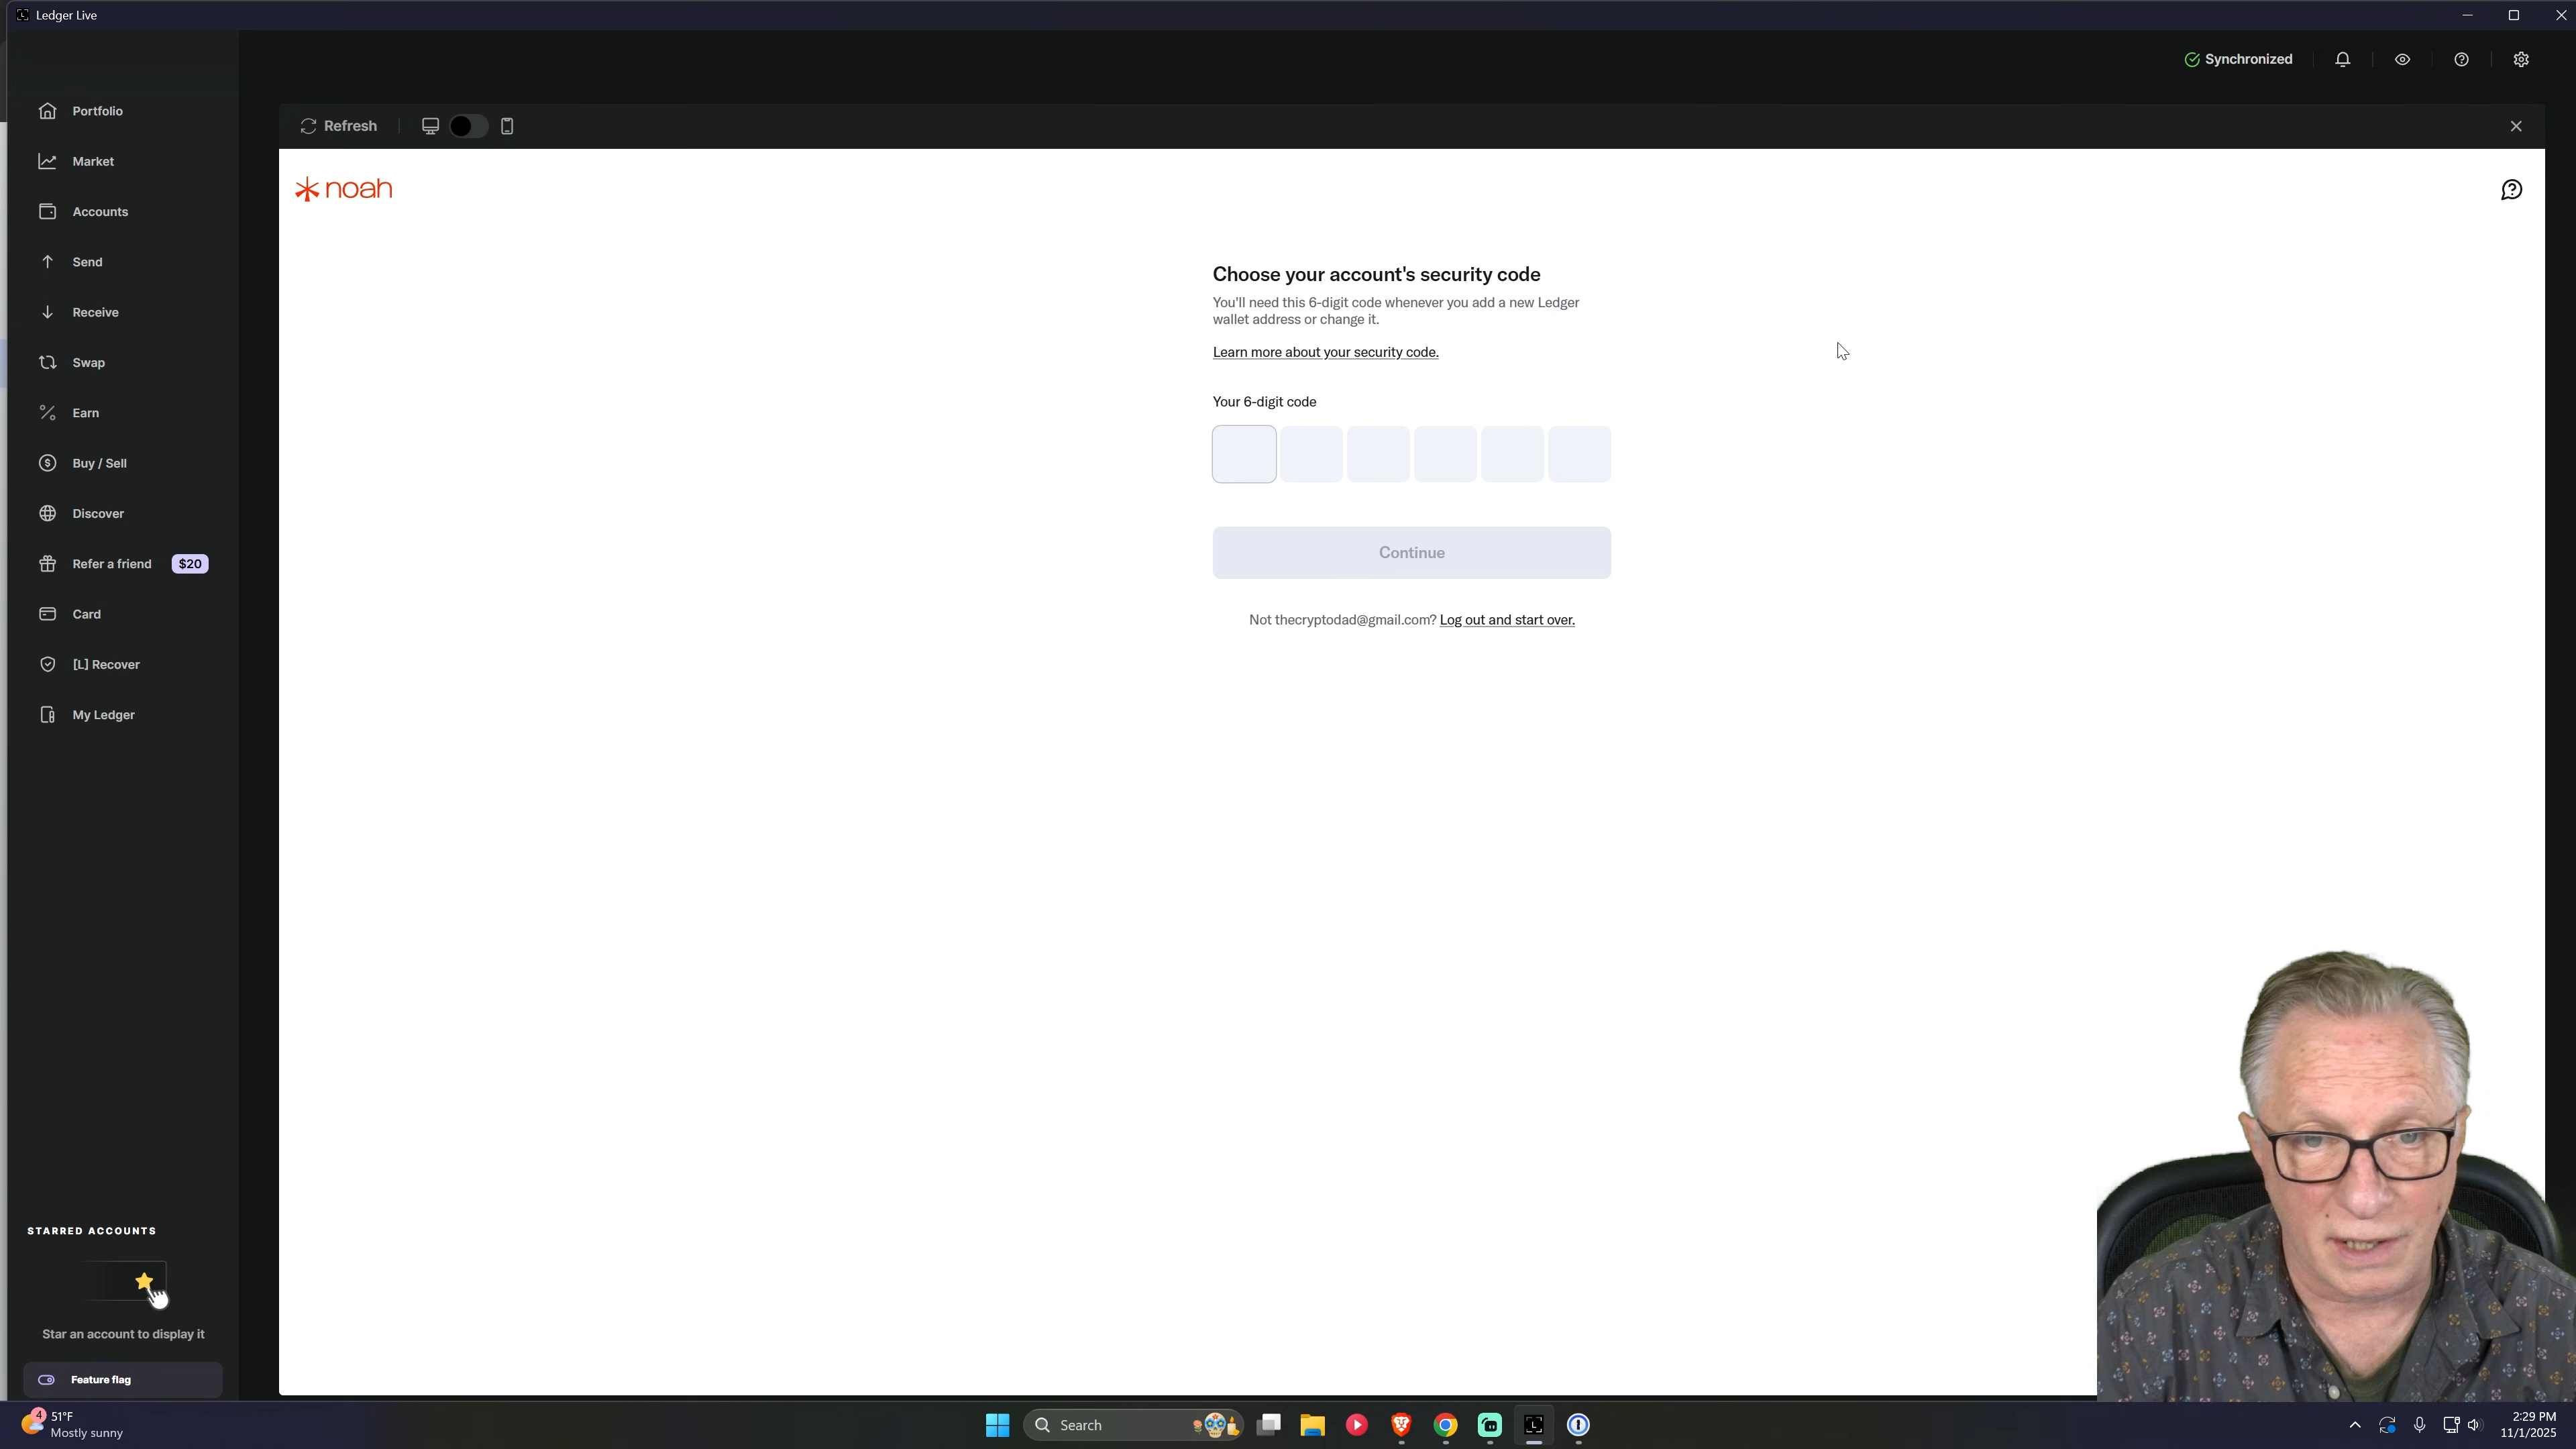 Ledger Live
Synchronized
Portfolio
Market
Accounts
Send
Receive
Swap
Earn
Buy / Sell
Discover
Refer a friend $20
Card
[L] Recover
My Ledger
STARRED ACCOUNTS
Star an account to display it
Feature flag
Refresh
noah
Choose your account's security code
You'll need this 6-digit code whenever you add a new Ledger
wallet address or change it.
Learn more about your security code.
Your 6-digit code
Continue
Not thecryptodad@gmail.com? Log out and start over.
4
51°F
Mostly sunny
Search
2:29 PM
11/1/2025